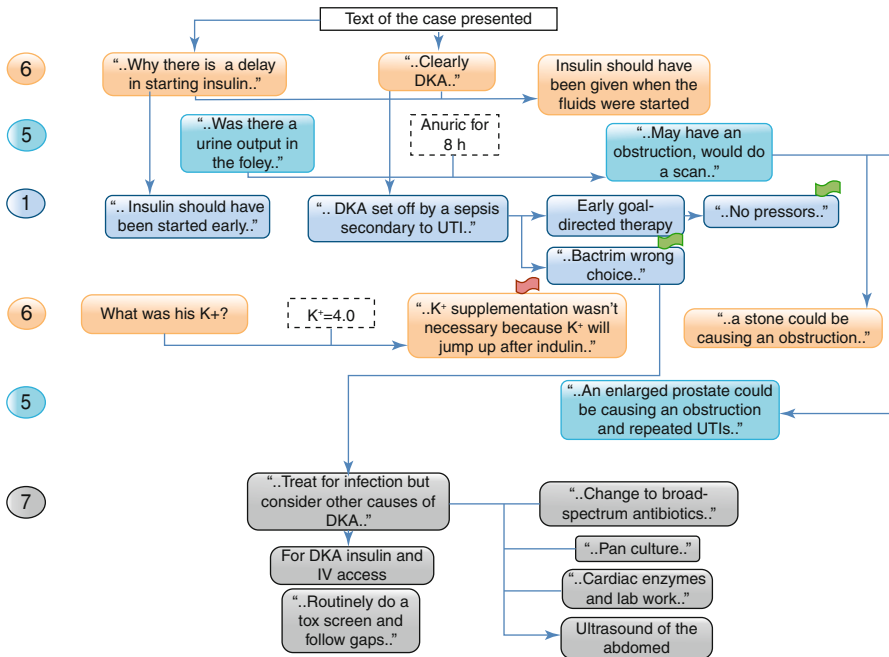 Text of the case presented
6
“..Why there is a delay
in starting insulin..”
“..Clearly
DKA..”
Insulin should have
been given when the
fluids were started
5
“..Was there a
urine output in
the foley..”
Anuric for
8 h
“..May have an
obstruction, would do
a scan..”
1
“.. Insulin should have
been started early..”
“.. DKA set off by a sepsis
secondary to UTI..”
Early goal-
directed therapy
“..No pressors..”
“..Bactrim wrong
choice..”
6
What was his K+?
K⁺=4.0
“..K⁺ supplementation wasn’t
necessary because K⁺ will
jump up after indulin..”
“..a stone could be
causing an obstruction..”
5
“..An enlarged prostate could
be causing an obstruction
and repeated UTIs..”
7
“..Treat for infection but
consider other causes of
DKA..”
“..Change to broad-
spectrum antibiotics..”
“..Pan culture..”
For DKA insulin and
IV access
“..Cardiac enzymes
and lab work..”
“..Routinely do a
tox screen and
follow gaps..”
Ultrasound of the
abdomed